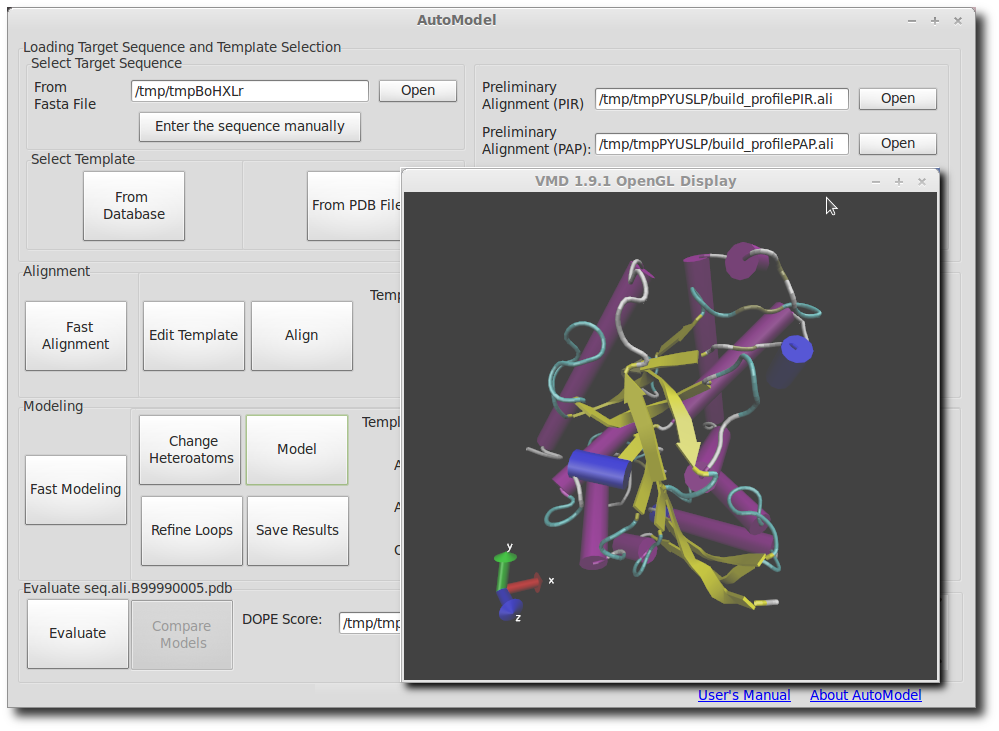 AutoModel
Loading Target Sequence and Template Selection
Select Target Sequence
From
Fasta File
/tmp/tmpBoHXLr
Open
Enter the sequence manually
Preliminary
Alignment (PIR)
/tmp/tmpPYUSLP/build_profilePIR.ali
Open
Preliminary
Alignment (PAP):
/tmp/tmpPYUSLP/build_profilePAP.ali
Open
Select Template
From
Database
From PDB File
VMD 1.9.1 OpenGL Display
Alignment
Fast
Alignment
Edit Template
Align
Temp
Modeling
Fast Modeling
Change
Heteroatoms
Model
Refine Loops
Save Results
Templ
A
A
y
x
z
Evaluate seq.ali.B99990005.pdb
Evaluate
Compare
Models
DOPE Score:
/tmp/tmp
User's Manual
About AutoModel